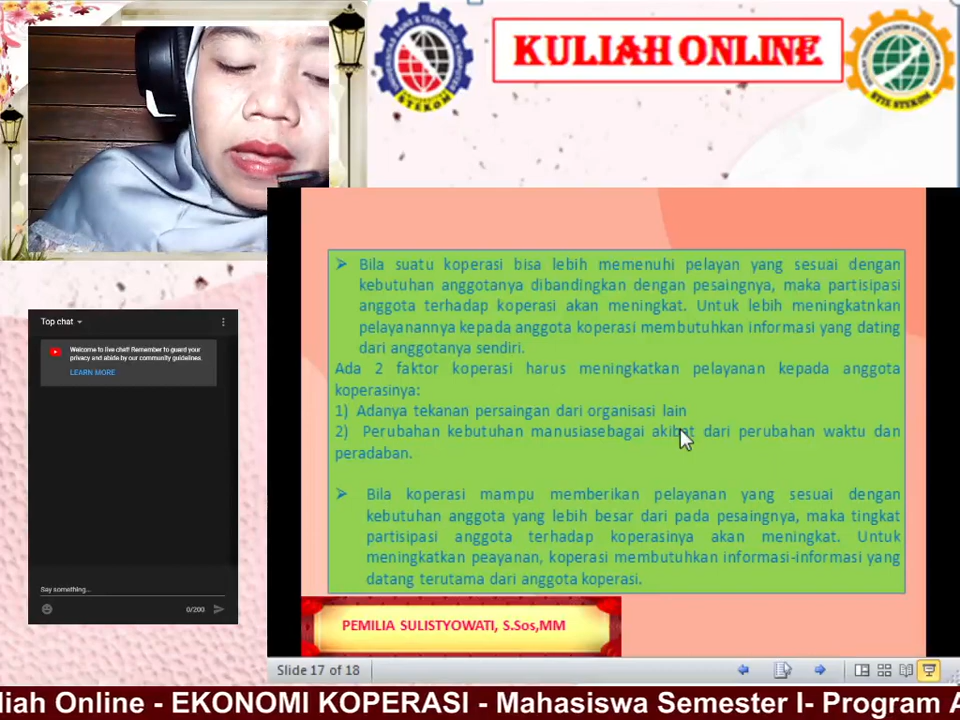 KULIAH ONLINE
STEKOM
STIE STEKOM
Bila suatu koperasi bisa lebih memenuhi pelayan yang sesuai dengan
kebutuhan anggotanya dibandingkan dengan pesaingnya, maka partisipasi
anggota terhadap koperasi akan meningkat. Untuk lebih meningkatnkan
pelayanannya kepada anggota koperasi membutuhkan informasi yang dating
dari anggotanya sendiri.
Ada 2 faktor koperasi harus meningkatkan pelayanan kepada anggota
koperasinya:
1) Adanya tekanan persaingan dari organisasi lain
2) Perubahan kebutuhan manusiasebagai akibat dari perubahan waktu dan
peradaban.
Bila koperasi mampu memberikan pelayanan yang sesuai dengan
kebutuhan anggota yang lebih besar dari pada pesaingnya, maka tingkat
partisipasi anggota terhadap koperasinya akan meningkat. Untuk
meningkatkan peayanan, koperasi membutuhkan informasi-informasi yang
datang terutama dari anggota koperasi.
Top chat
Welcome to live chat! Remember to guard your
privacy and abide by our community guidelines.
LEARN MORE
Say something...
0/200
PEMILIA SULISTYOWATI, S.Sos,MM
Slide 17 of 18
liah Online - EKONOMI KOPERASI - Mahasiswa Semester I- Program A